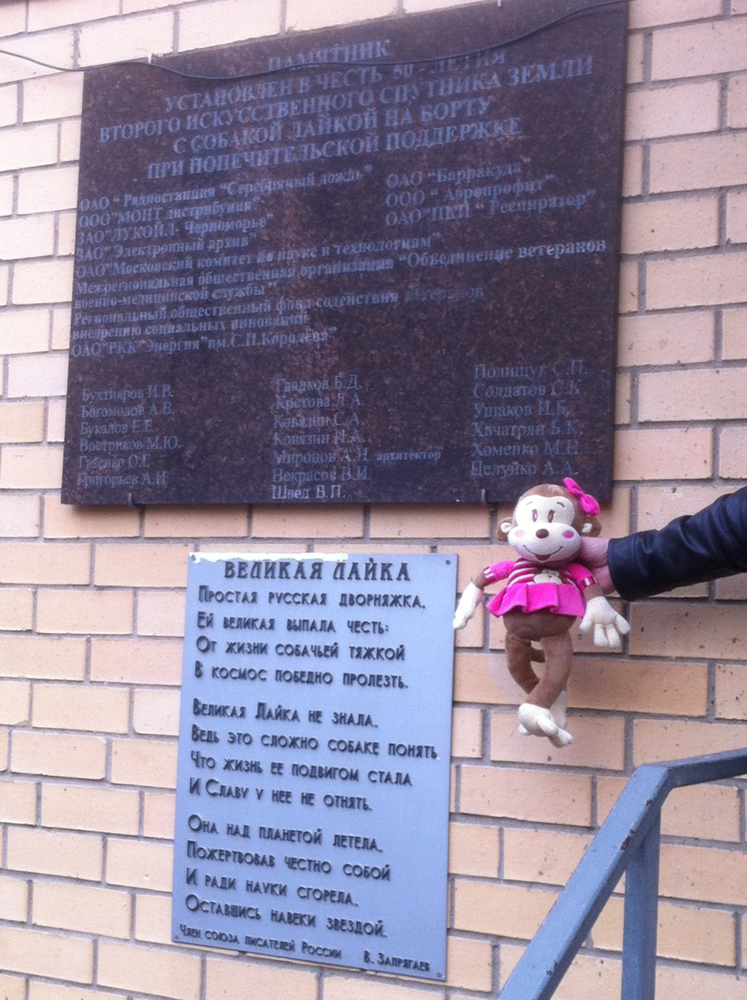 ПАМЯТНИК
УСТАНОВЛЕН В ЧЕСТЬ 50 - ЛЕТИЯ
ВТОРОГО ИСКУССТВЕННОГО СПУТНИКА ЗЕМЛИ
С СОБАКОЙ ЛАЙКОЙ НА БОРТУ
ПРИ ПОПЕЧИТЕЛЬСКОЙ ПОДДЕРЖКЕ
ОАО “ Радиостанция “Серебряный дождь”
ООО”МОНТ дистрибуция”
ЗАО”ЛУКОЙЛ- Черноморье”
ЗАО” Электронный архив”
ОАО “Барракуда”
ООО “ Аэропрофит“
ОАО”ПКП “ Респиратор”
ОАО”Московский комитет по науке и технологиям”
Межрегиональная общественная организация “Объединение ветеранов
военно-медицинской службы”
Региональный общественный фонд содействия ветеранов
внедрению социальных инноваций
ОАО”РКК”Энергия”им.С.П.Королева”
Бухтияров И.В.
Богомолов А.В.
Букалов Е.Е.
Востриков М.Ю.
Газенко О.Г.
Григорьев А.И.
Гладков Б.Д.
Кретова Л.А.
Ковязин С.А.
Ковязин И.А.
Миронов А.Н. архитектор
Некрасов В.И.
Швед В.П.
Полищук С.П.
Солдатов С.К.
Ушаков И.Б.
Хачатрян Б.К.
Хоменко М.Н.
Целуйко А.А.
ВЕЛИКАЯ ЛАЙКА
Простая русская дворняжка.
Ей великая выпала честь:
От жизни собачьей тяжкой
В космос победно пролезть.
Великая Лайка не знала,
Ведь это сложно собаке понять,
Что жизнь ее подвигом стала
И Славу у нее не отнять.
Она над планетой летела,
Пожертвовав честно собой
И ради науки сгорела,
Оставшись навеки звездой.
Член союза писателей России В. Запрягаев